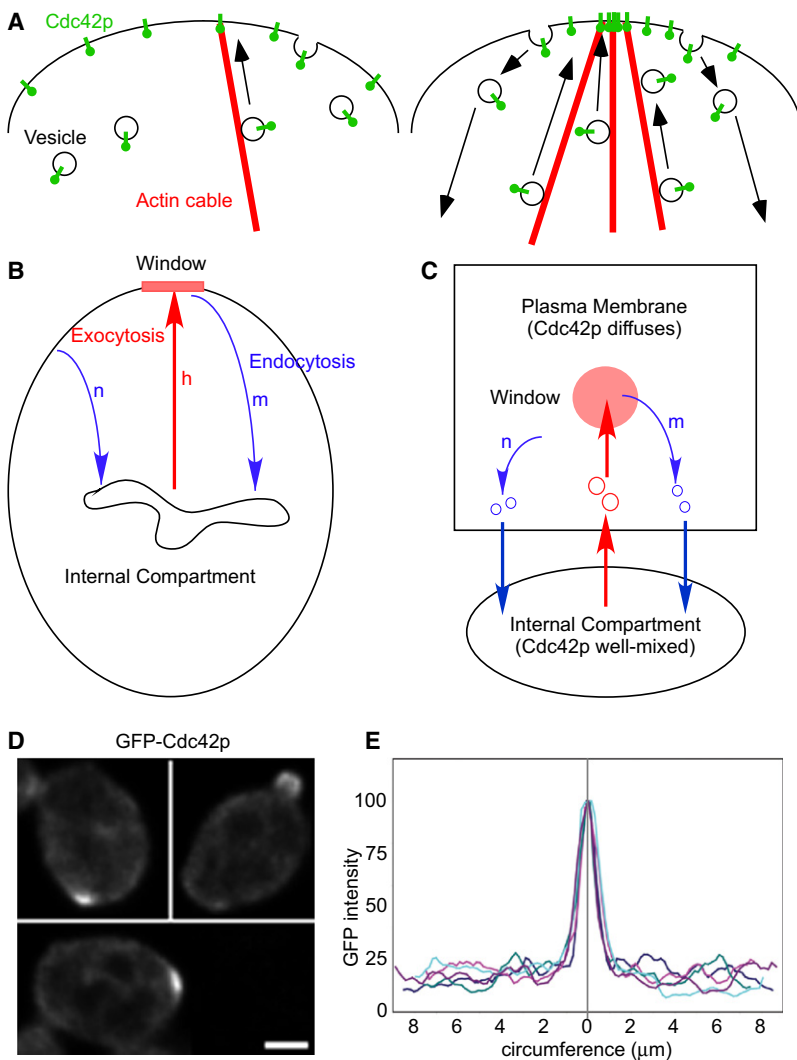 A
Cdc42p
Vesicle
Actin cable
B
Window
Exocytosis
Endocytosis
n
h
m
Internal Compartment
C
Plasma Membrane
(Cdc42p diffuses)
Window
n
m
Internal Compartment
(Cdc42p well-mixed)
D
GFP-Cdc42p
E
GFP intensity
100
75
50
25
0
8 6 4 2 0 2 4 6 8
circumference (μm)